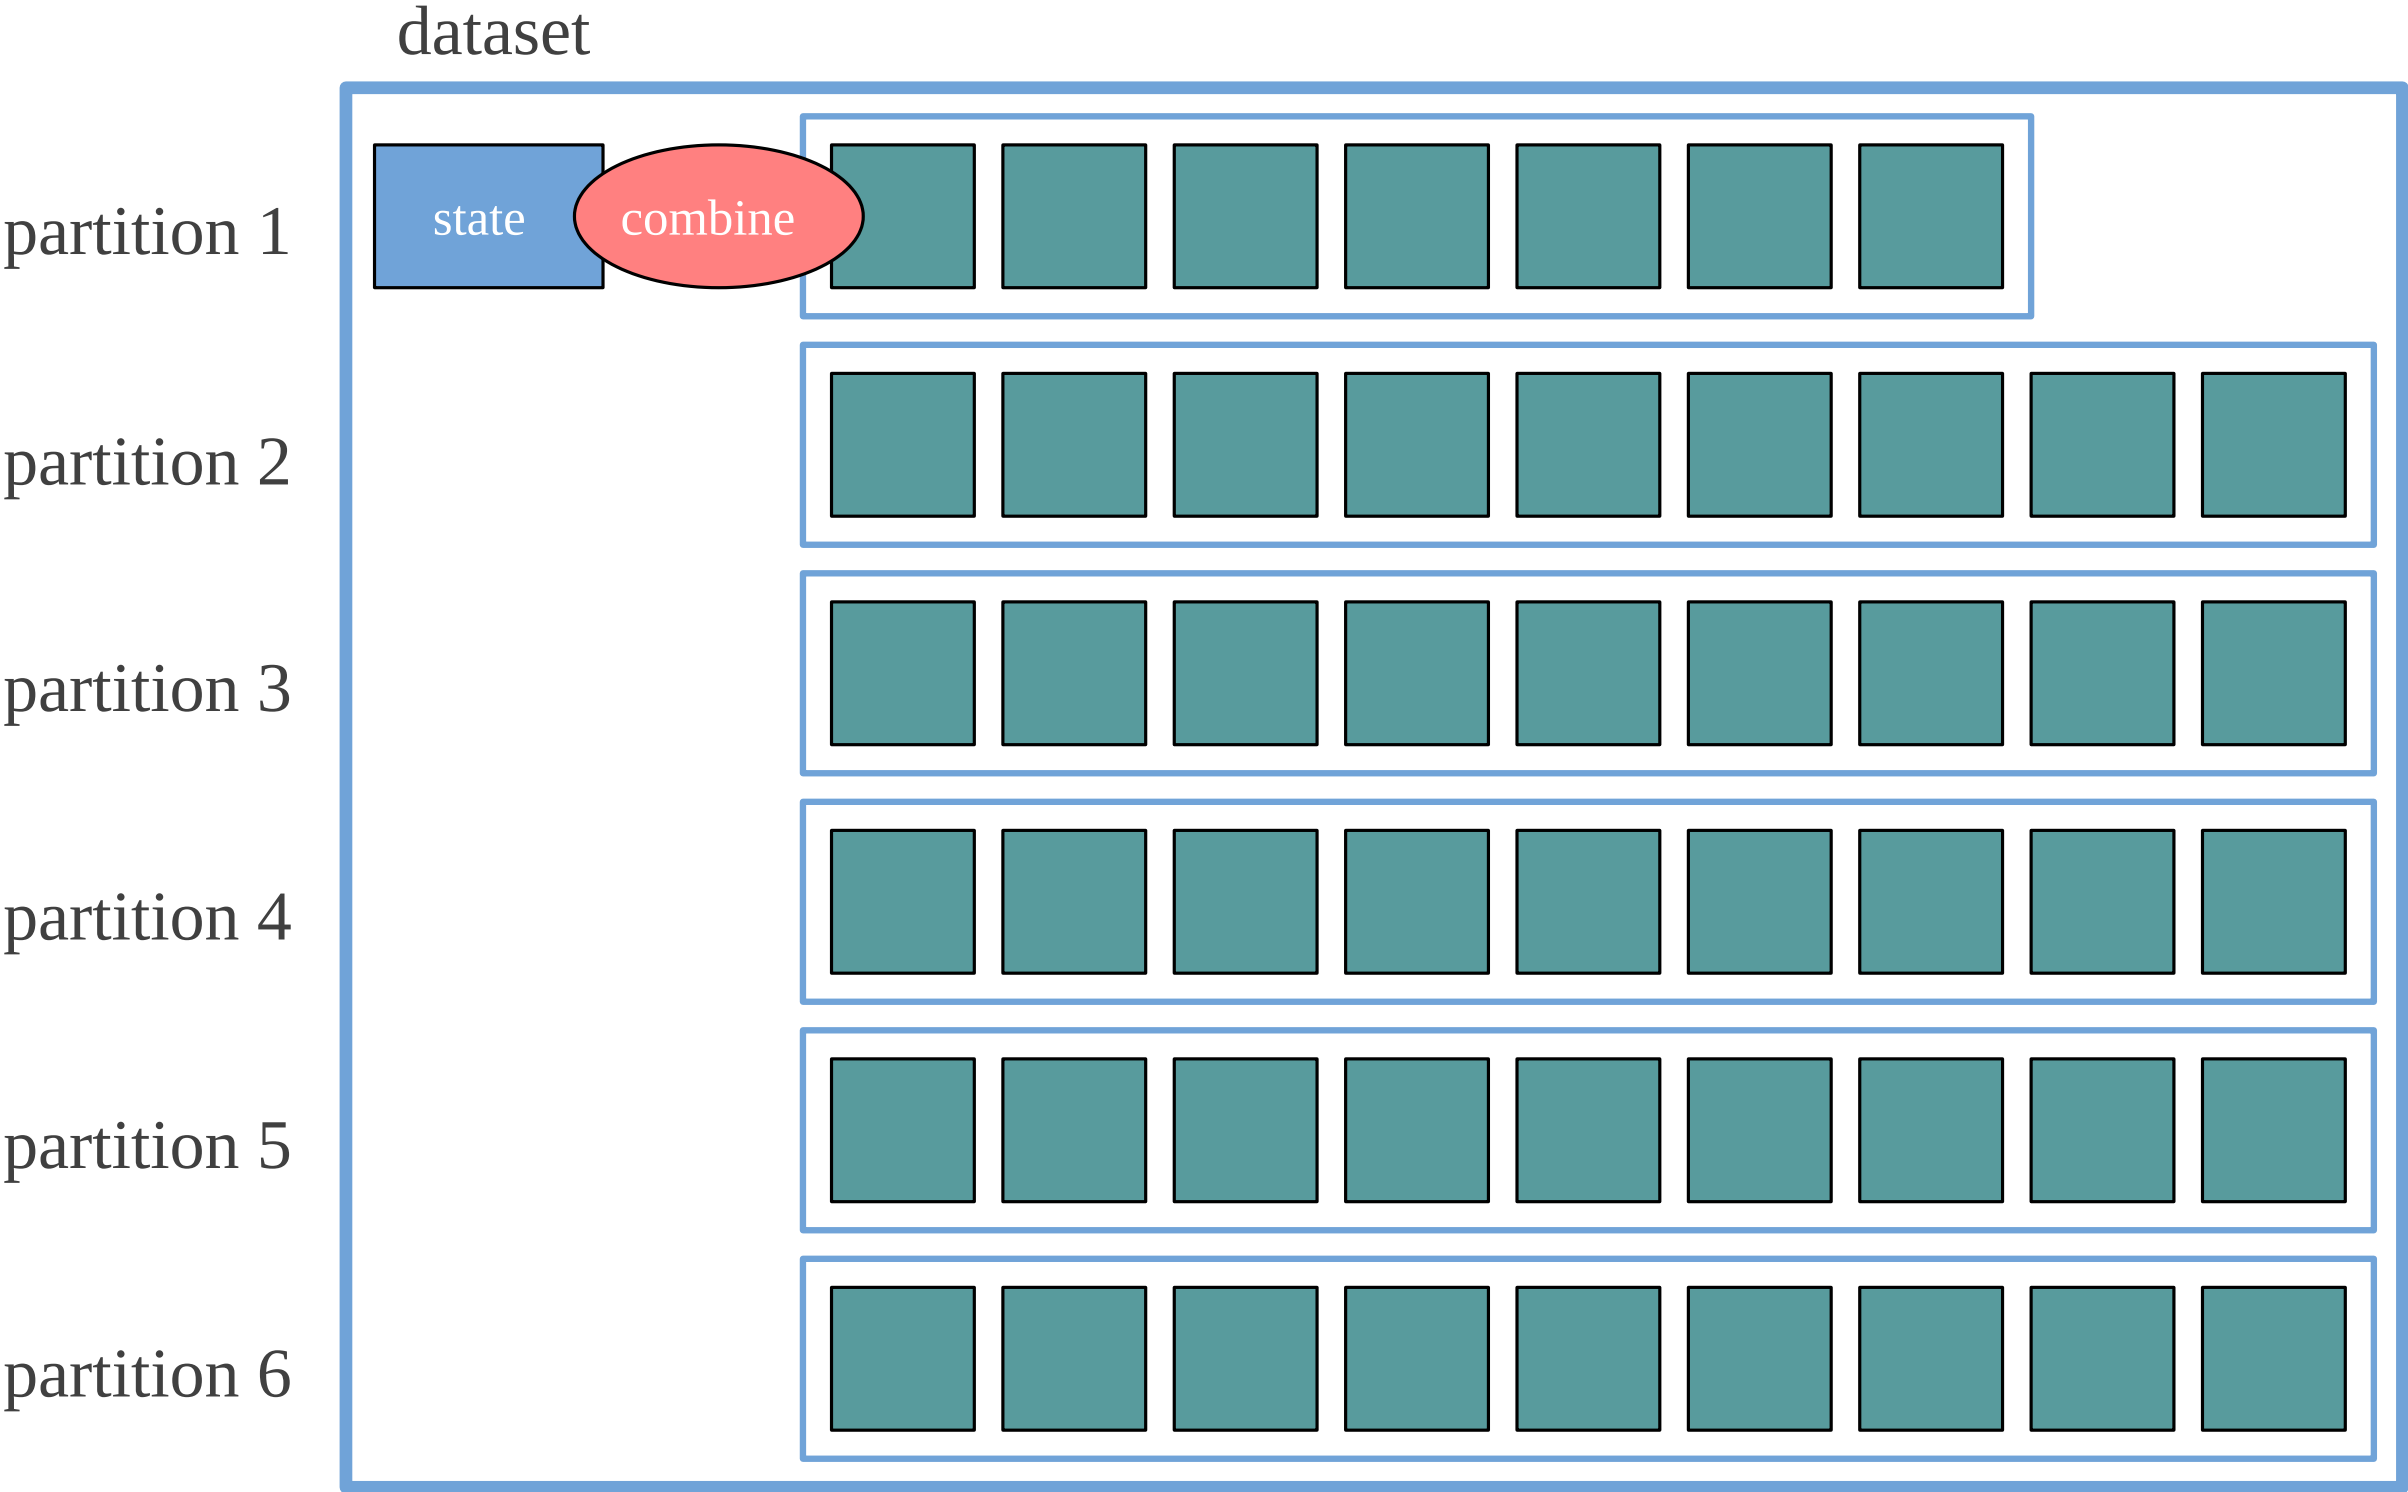 dataset
partition 1
state
combine
partition 2
partition 3
partition 4
partition 5
partition 6